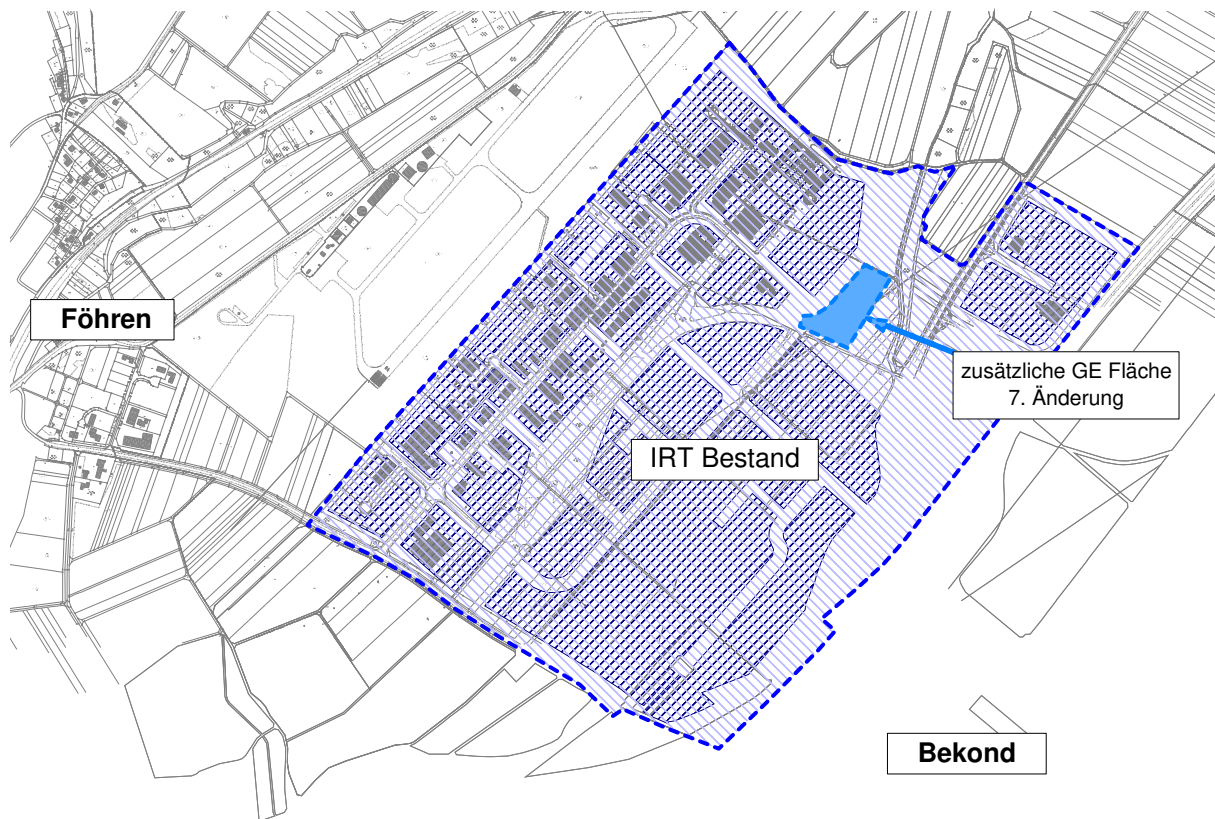 Föhren
zusätzliche GE Fläche
7. Änderung
IRT Bestand
Bekond